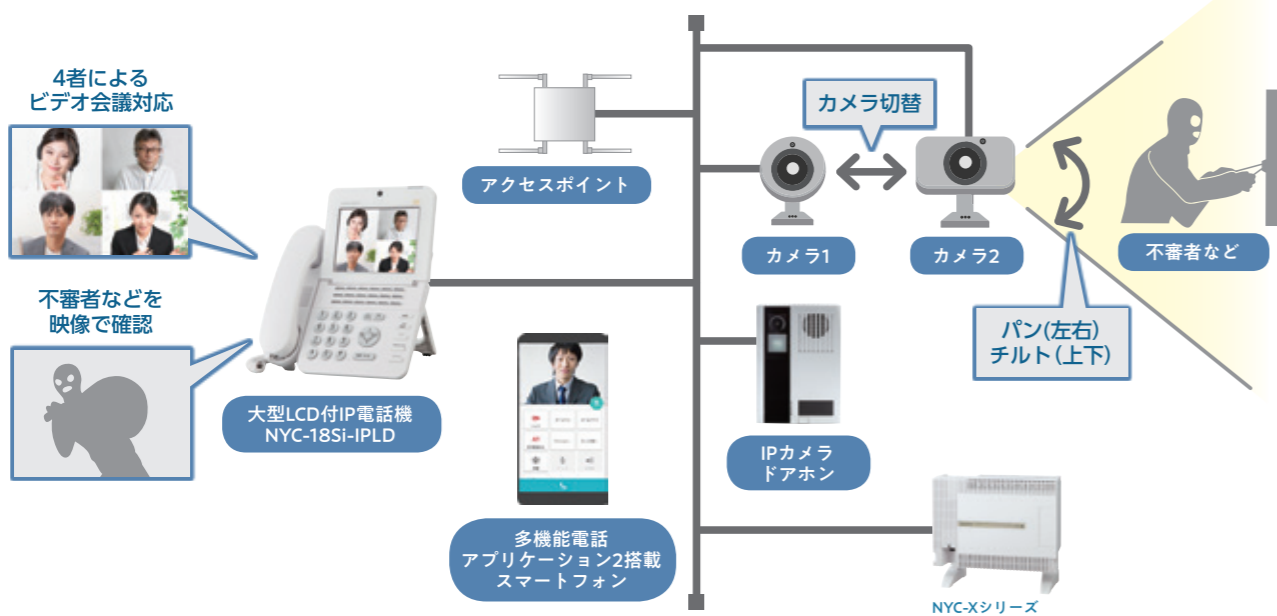 4者による
ビデオ会議対応
不審者などを
映像で確認
大型LCD付IP電話機
NYC-18Si-IPLD
アクセスポイント
多機能電話
アプリケーション2搭載
スマートフォン
カメラ切替
カメラ1
カメラ2
不審者など
パン(左右)
チルト(上下)
IPカメラ
ドアホン
NYC-Xシリーズ